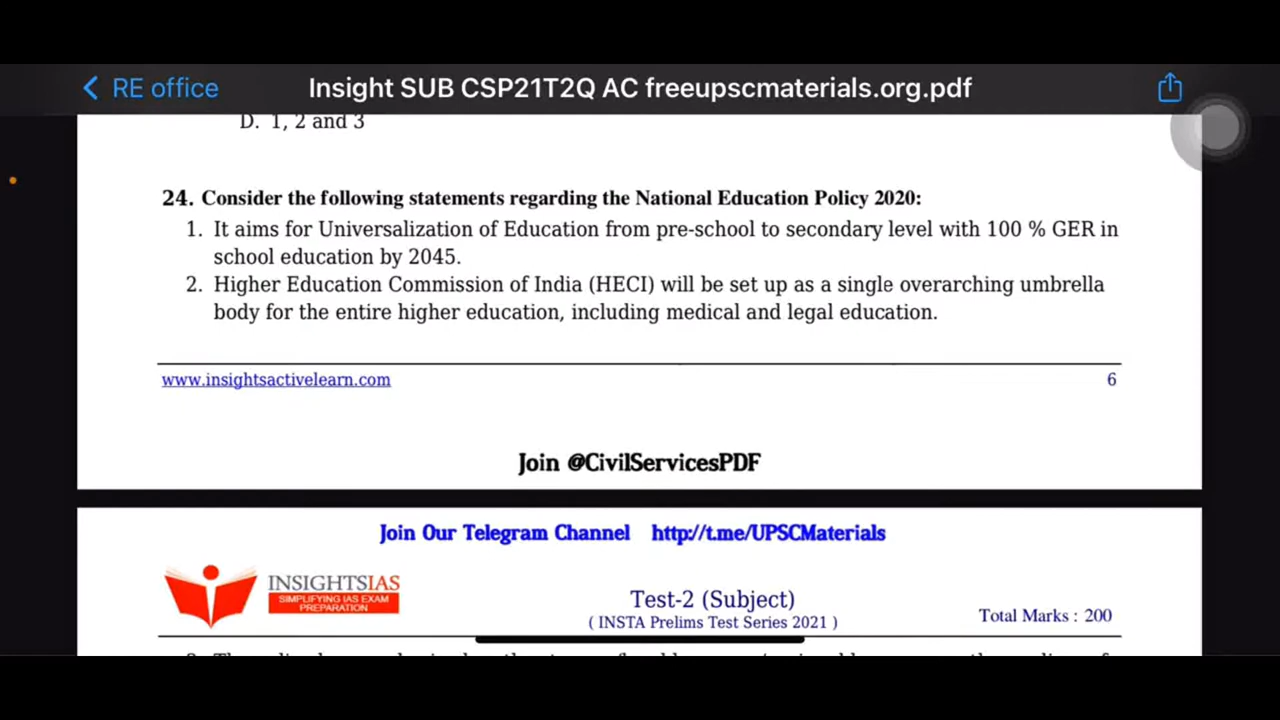 RE office
Insight SUB CSP21T2Q AC freeupscmaterials.org.pdf
D. 1, 2 and 3
24. Consider the following statements regarding the National Education Policy 2020:
1. It aims for Universalization of Education from pre-school to secondary level with 100 % GER in
school education by 2045.
2. Higher Education Commission of India (HECI) will be set up as a single overarching umbrella
body for the entire higher education, including medical and legal education.
www.insightsactivelearn.com
6
Join @CivilServicesPDF
Join Our Telegram Channel http://t.me/UPSCMaterials
INSIGHTSIAS
SIMPLIFYING IAS EXAM
PREPARATION
Test-2 (Subject)
( INSTA Prelims Test Series 2021 )
Total Marks : 200